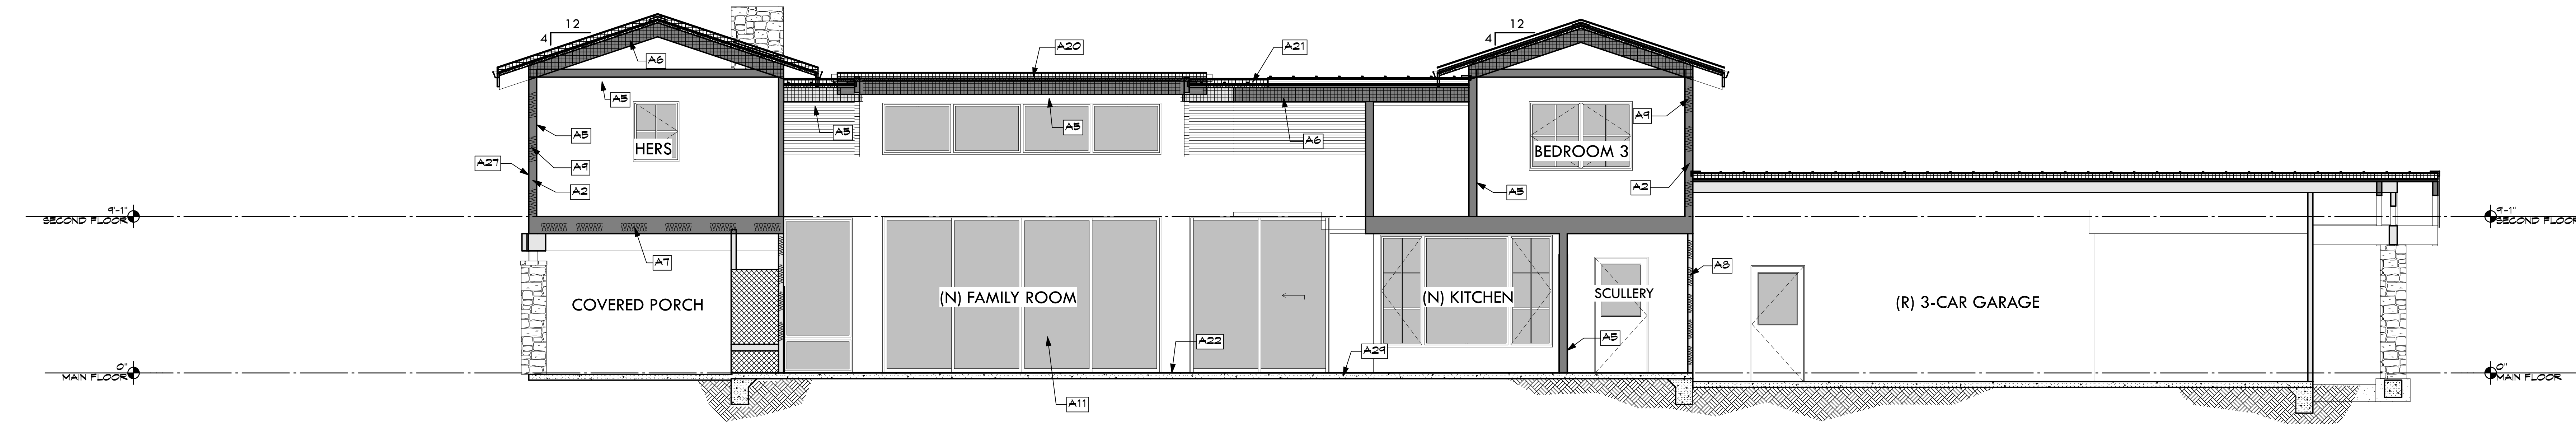 12
4
A6
A20
A21
12
4
A5
A5
A5
A5
A6
A9
HERS
BEDROOM 3
A27
A9
A2
A5
A2
9'-1"
SECOND FLOOR
9'-1"
SECOND FLOOR
A7
A8
COVERED PORCH
(N) FAMILY ROOM
(N) KITCHEN
SCULLERY
(R) 3-CAR GARAGE
A22
A29
A5
0"
MAIN FLOOR
0"
MAIN FLOOR
A11